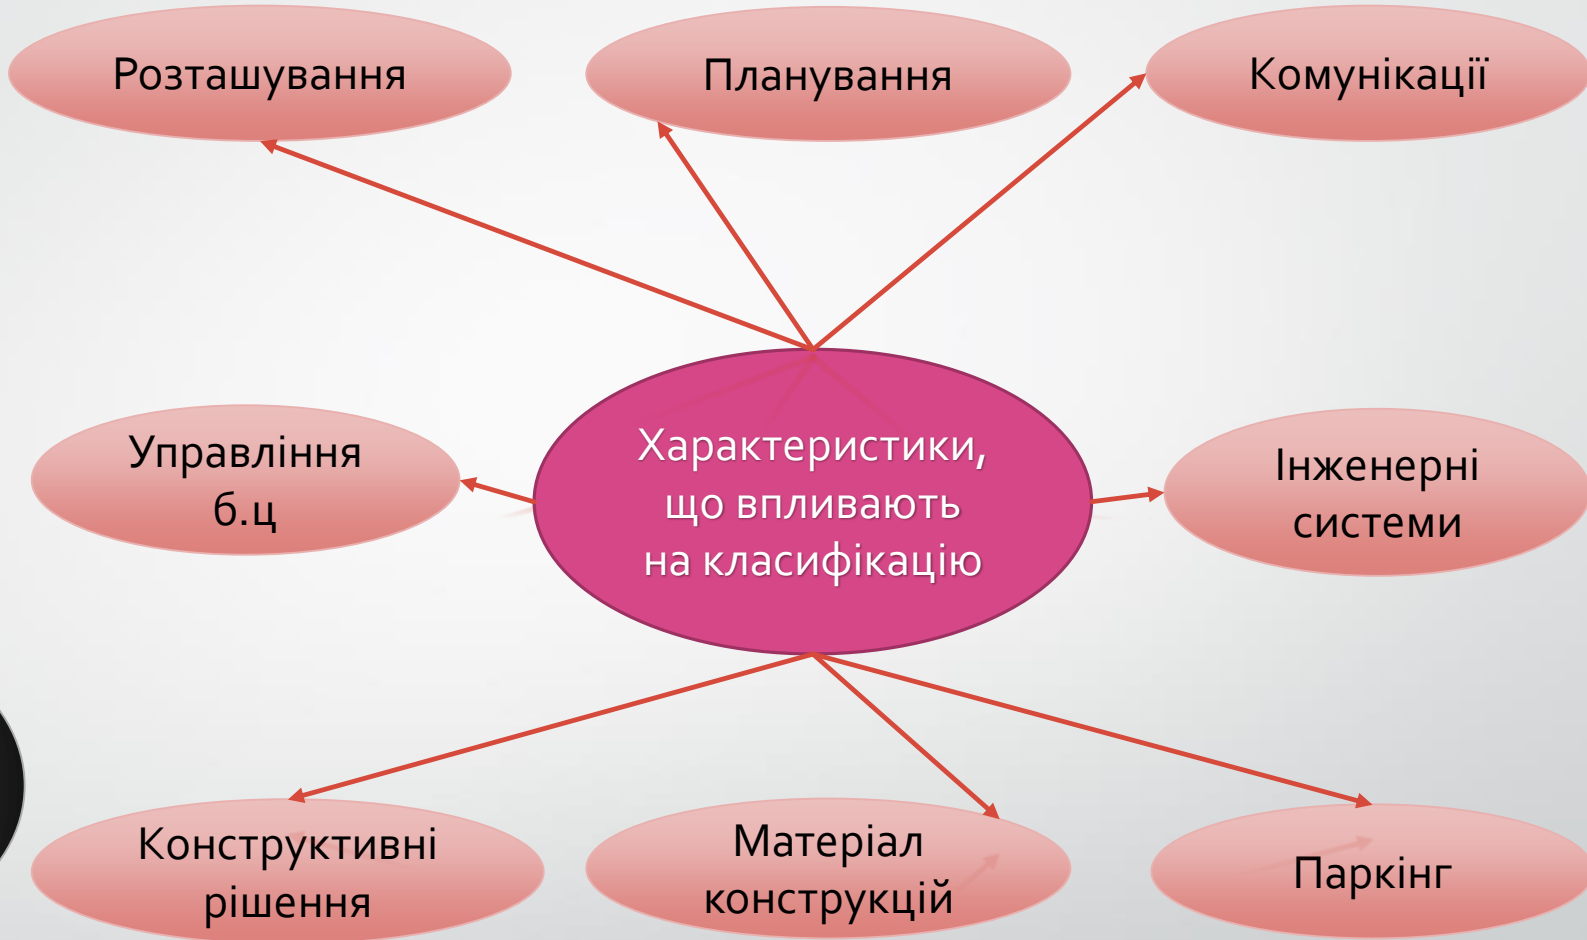 Розташування
Планування
Комунікації
Управління
б.ц
Характеристики,
що впливають
на класифікацію
Інженерні
системи
Конструктивні
рішення
Матеріал
конструкцій
Паркінг